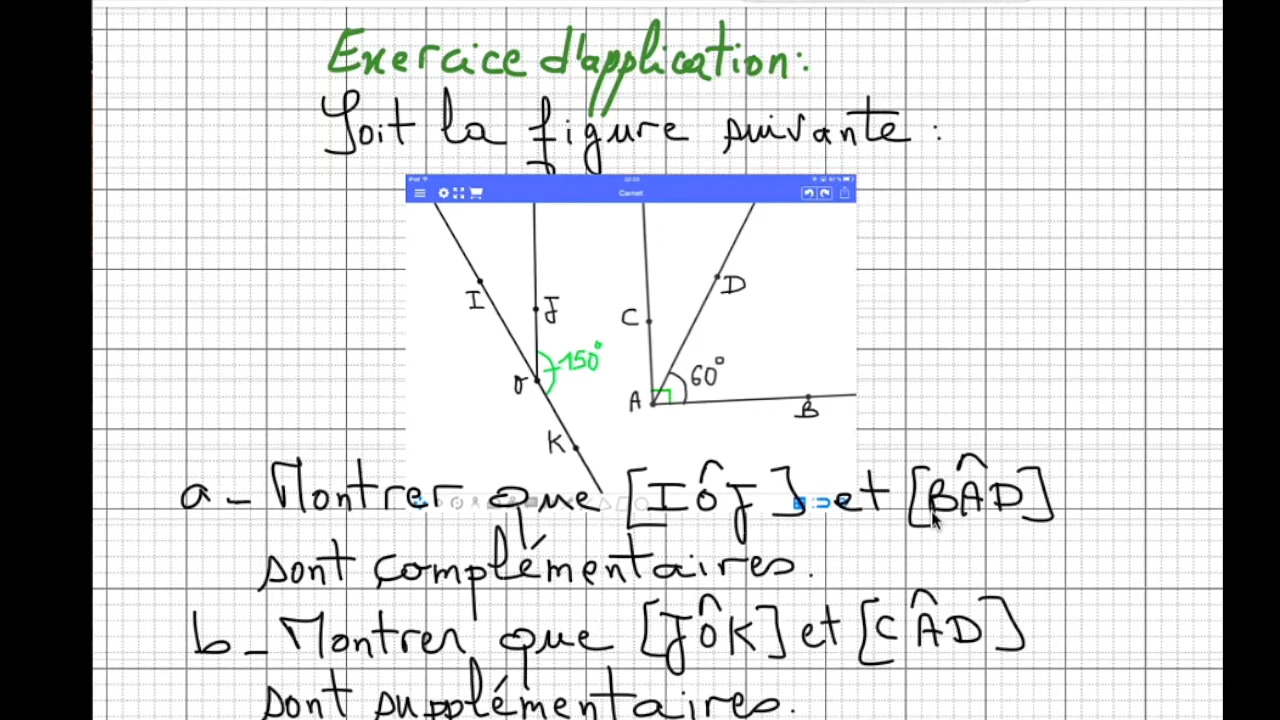 Exercice d'application:
Soit la figure suivante :
Carnet
I
J
150°
O
K
C
D
A
60°
B
a - Montrer que [IÔJ] et [BÂD]
sont complémentaires.
b - Montrer que [JÔK] et [CÂD]
sont supplémentaires.